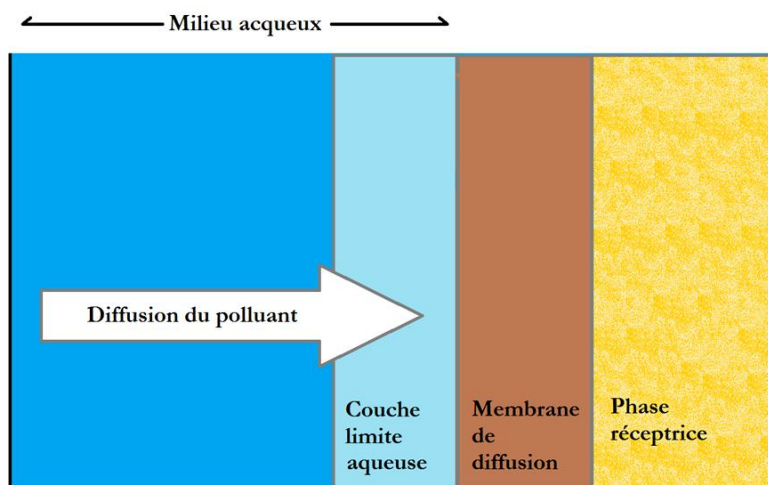 Milieu acqueux
Diffusion du polluant
Couche
limite
aqueuse
Membrane
de
diffusion
Phase
réceptrice